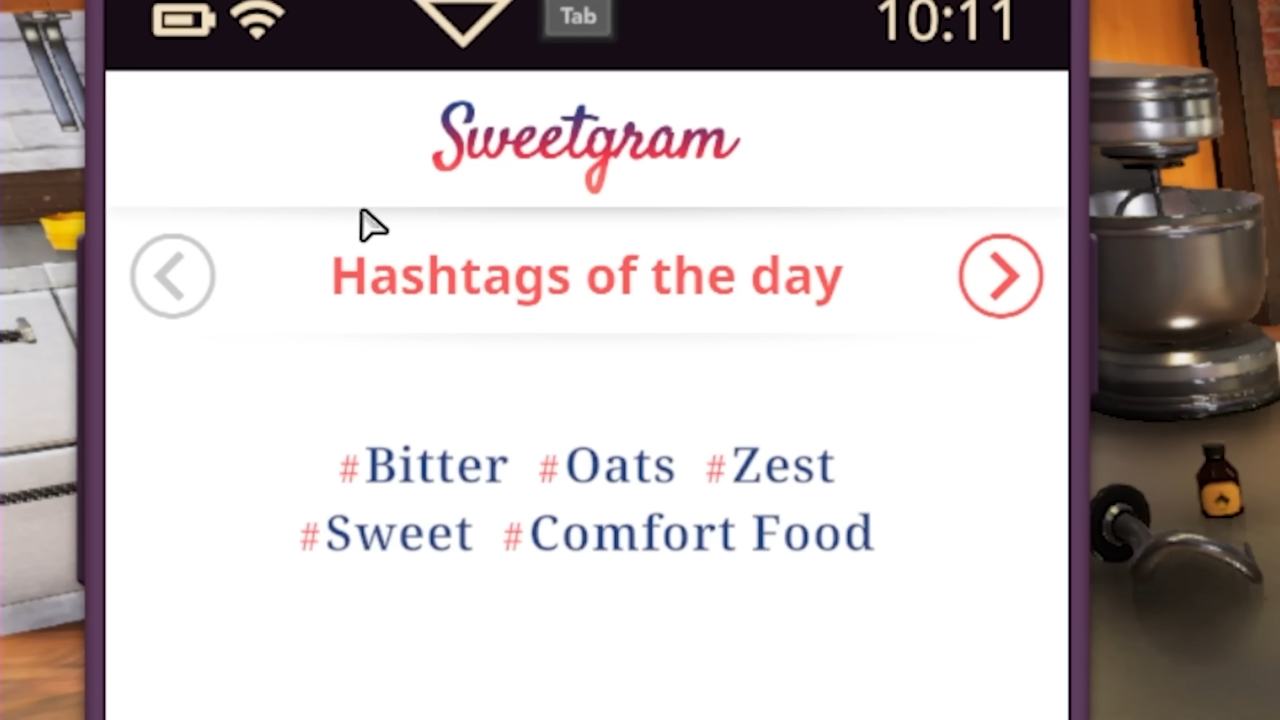 Tab
10:11
Sweetgram
Hashtags of the day
#Bitter #Oats #Zest
#Sweet #Comfort Food